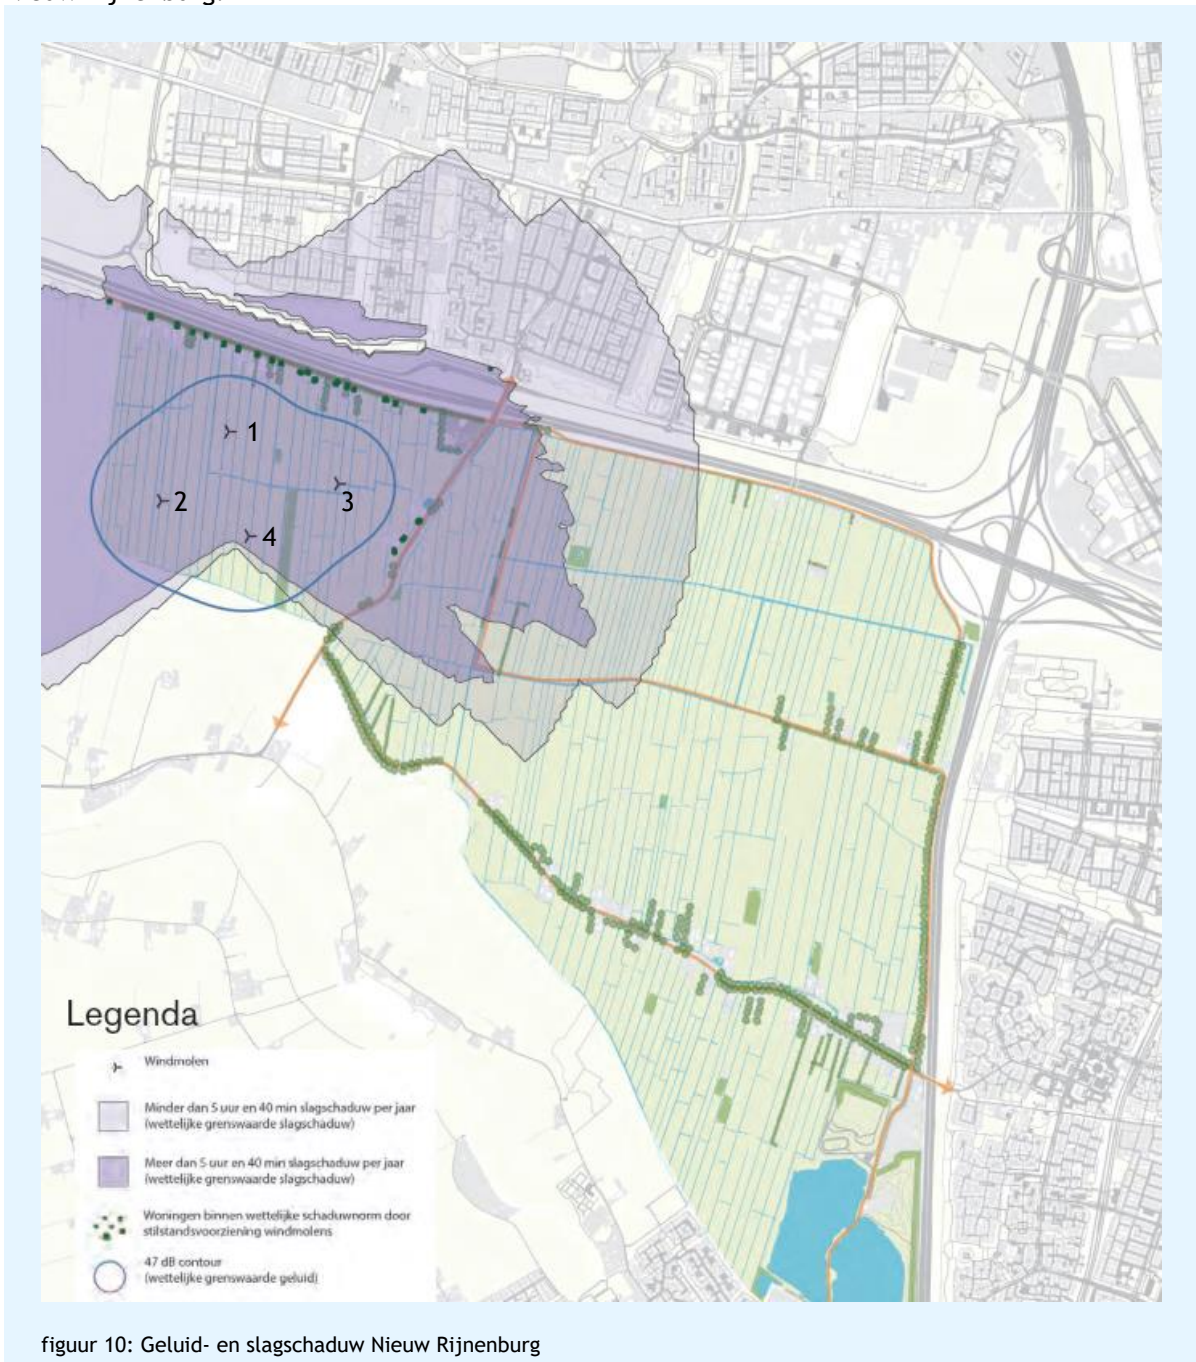 1
2
3
4
Legenda
Windmolen
Minder dan 5 uur en 40 min slagschaduw per jaar
(wettelijke grenswaarde slagschaduw)
Meer dan 5 uur en 40 min slagschaduw per jaar
(wettelijke grenswaarde slagschaduw)
Woningen binnen wettelijke schaduwnorm door
stilstandsvoorziening windmolens
47 dB contour
(wettelijke grenswaarde geluid)
figuur 10: Geluid- en slagschaduw Nieuw Rijnenburg